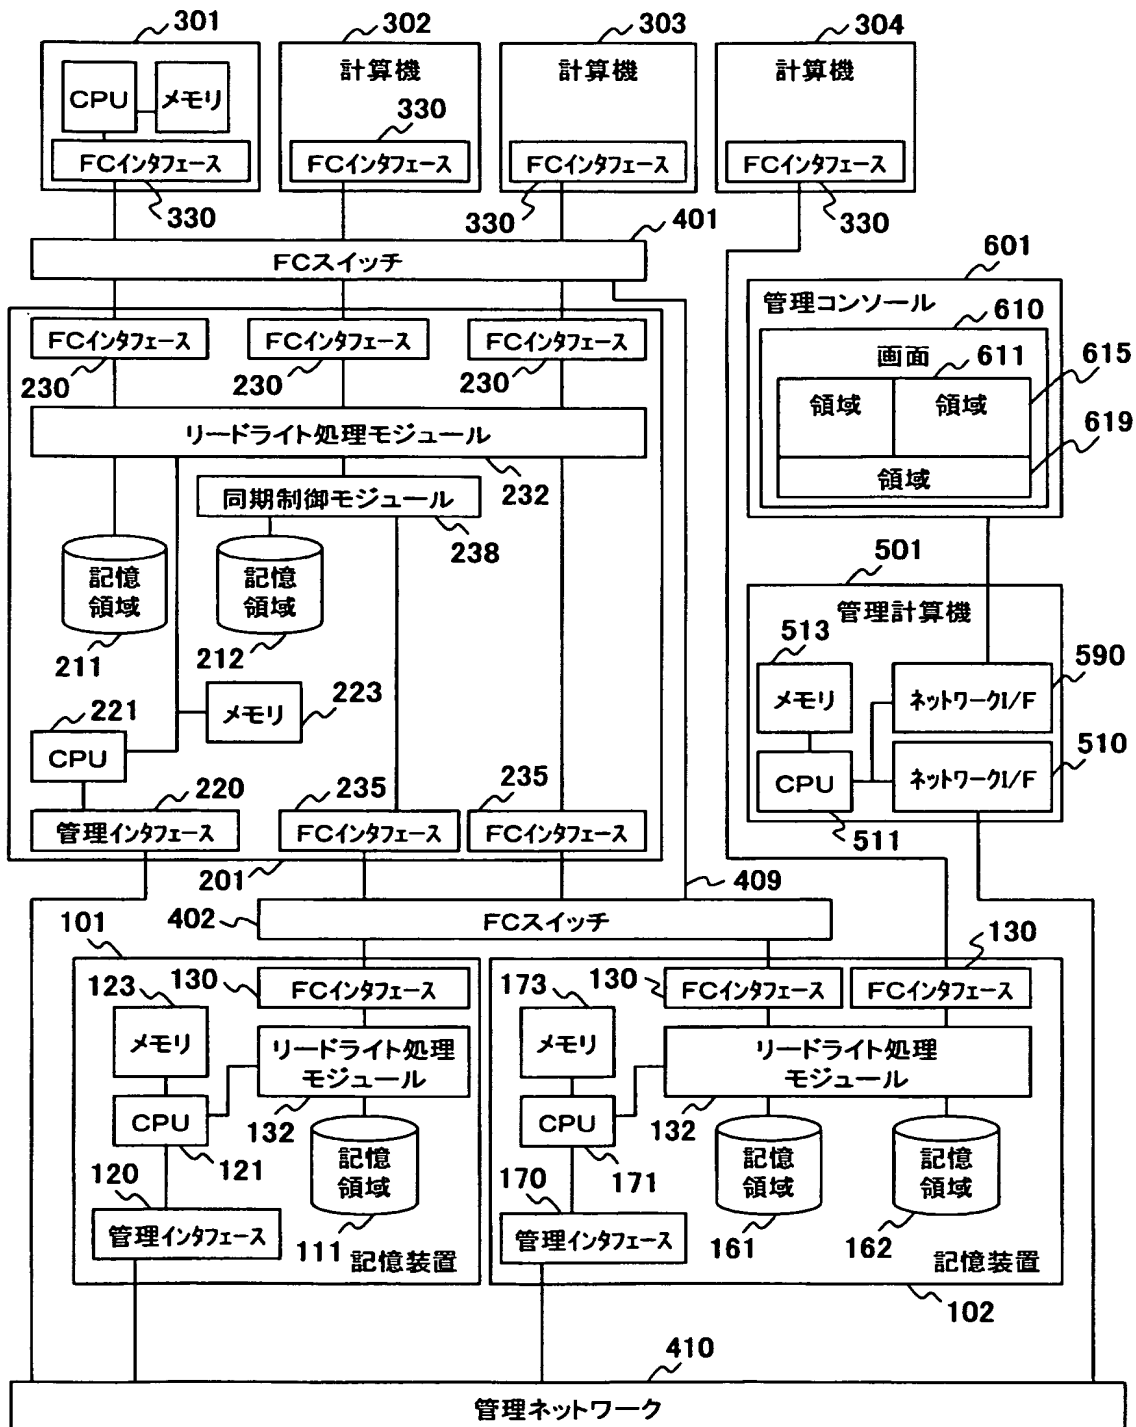 301
302
303
304
CPU
メモリ
計算機
計算機
計算機
330
FCインタフェース
FCインタフェース
FCインタフェース
FCインタフェース
330
330
330
401
FCスイッチ
601
管理コンソール
610
画面
611
615
領域
領域
619
領域
FCインタフェース
FCインタフェース
FCインタフェース
230
230
230
リードライト処理モジュール
232
同期制御モジュール
238
記憶
領域
211
記憶
領域
212
501
管理計算機
513
メモリ
ネットワークI/F
590
CPU
ネットワークI/F
510
511
221
CPU
メモリ
223
220
235
235
管理インタフェース
FCインタフェース
FCインタフェース
201
409
402
FCスイッチ
101
130
123
130
FCインタフェース
173
130
FCインタフェース
FCインタフェース
メモリ
リードライト処理
モジュール
メモリ
リードライト処理
モジュール
CPU
132
CPU
132
121
記憶
領域
171
記憶
領域
記憶
領域
120
170
管理インタフェース
111
管理インタフェース
161
162
記憶装置
記憶装置
102
410
管理ネットワーク